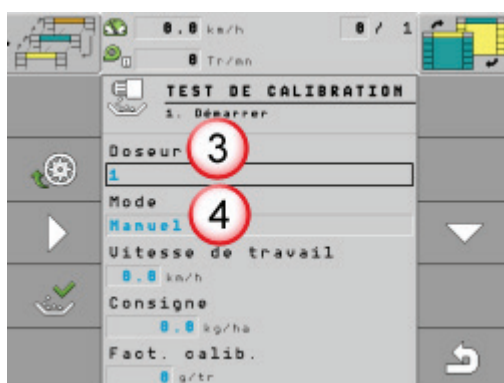 0.0 km/h 0 / 1
0 Tr/mn
TEST DE CALIBRATION
1. Démarrer
Doseur 3
1
Mode 4
Manuel
Vitesse de travail
0.0 km/h
Consigne
0.0 kg/ha
Fact. calib.
0 g/tr